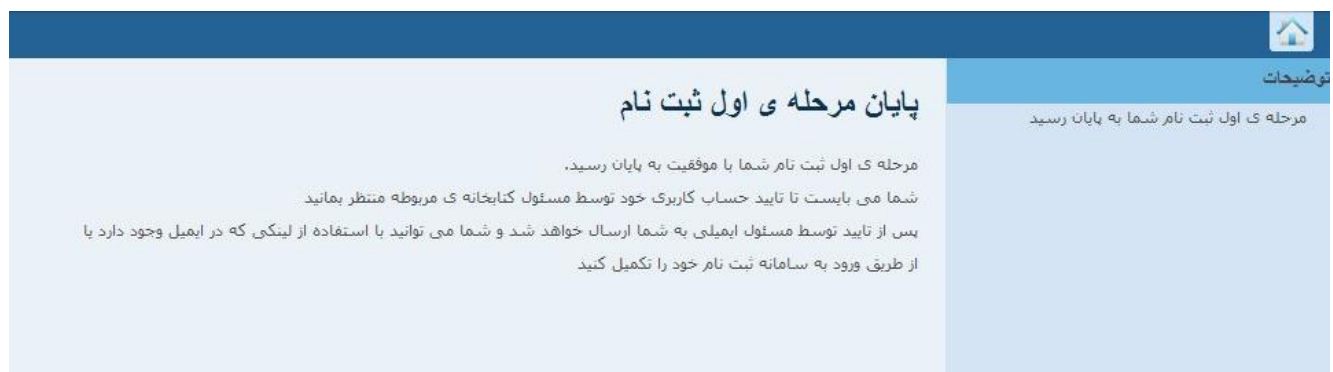 توضیحات
مرحله ی اول ثبت نام شما به پایان رسید
پایان مرحله ی اول ثبت نام
مرحله ی اول ثبت نام شما با موفقیت به پایان رسید.
شما می بایست تا تایید حساب کاربری خود توسط مسئول کتابخانه ی مربوطه منتظر بمانید
پس از تایید توسط مسئول ایمیلی به شما ارسال خواهد شد و شما می توانید با استفاده از لینکی که در ایمیل وجود دارد یا
از طریق ورود به سامانه ثبت نام خود را تکمیل کنید